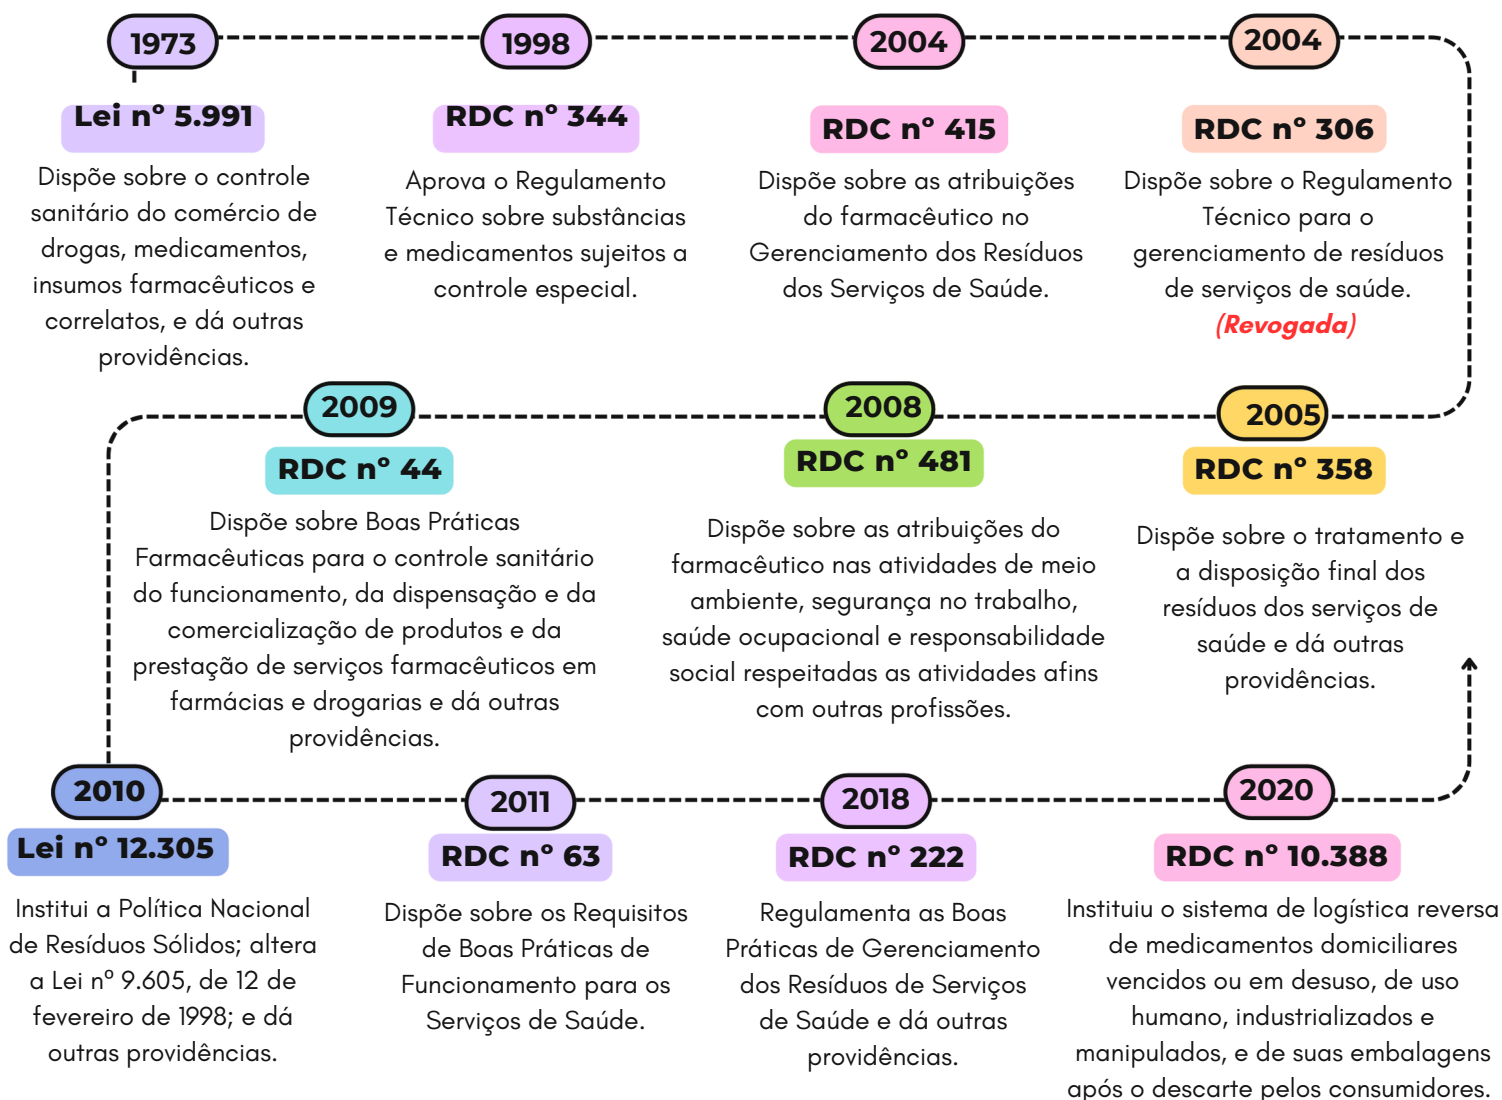 1973
Lei nº 5.991
Dispõe sobre o controle
sanitário do comércio de
drogas, medicamentos,
insumos farmacêuticos e
correlatos, e dá outras
providências.
1998
RDC nº 344
Aprova o Regulamento
Técnico sobre substâncias
e medicamentos sujeitos a
controle especial.
2004
RDC nº 415
Dispõe sobre as atribuições
do farmacêutico no
Gerenciamento dos Resíduos
dos Serviços de Saúde.
2004
RDC nº 306
Dispõe sobre o Regulamento
Técnico para o
gerenciamento de resíduos
de serviços de saúde.
(Revogada)
2005
RDC nº 358
Dispõe sobre o tratamento e
a disposição final dos
resíduos dos serviços de
saúde e dá outras
providências.
2008
RDC nº 481
Dispõe sobre as atribuições do
farmacêutico nas atividades de meio
ambiente, segurança no trabalho,
saúde ocupacional e responsabilidade
social respeitadas as atividades afins
com outras profissões.
2009
RDC nº 44
Dispõe sobre Boas Práticas
Farmacêuticas para o controle sanitário
do funcionamento, da dispensação e da
comercialização de produtos e da
prestação de serviços farmacêuticos em
farmácias e drogarias e dá outras
providências.
2010
Lei nº 12.305
Institui a Política Nacional
de Resíduos Sólidos; altera
a Lei nº 9.605, de 12 de
fevereiro de 1998; e dá
outras providências.
2011
RDC nº 63
Dispõe sobre os Requisitos
de Boas Práticas de
Funcionamento para os
Serviços de Saúde.
2018
RDC nº 222
Regulamenta as Boas
Práticas de Gerenciamento
dos Resíduos de Serviços
de Saúde e dá outras
providências.
2020
RDC nº 10.388
Instituiu o sistema de logística reversa
de medicamentos domiciliares
vencidos ou em desuso, de uso
humano, industrializados e
manipulados, e de suas embalagens
após o descarte pelos consumidores.